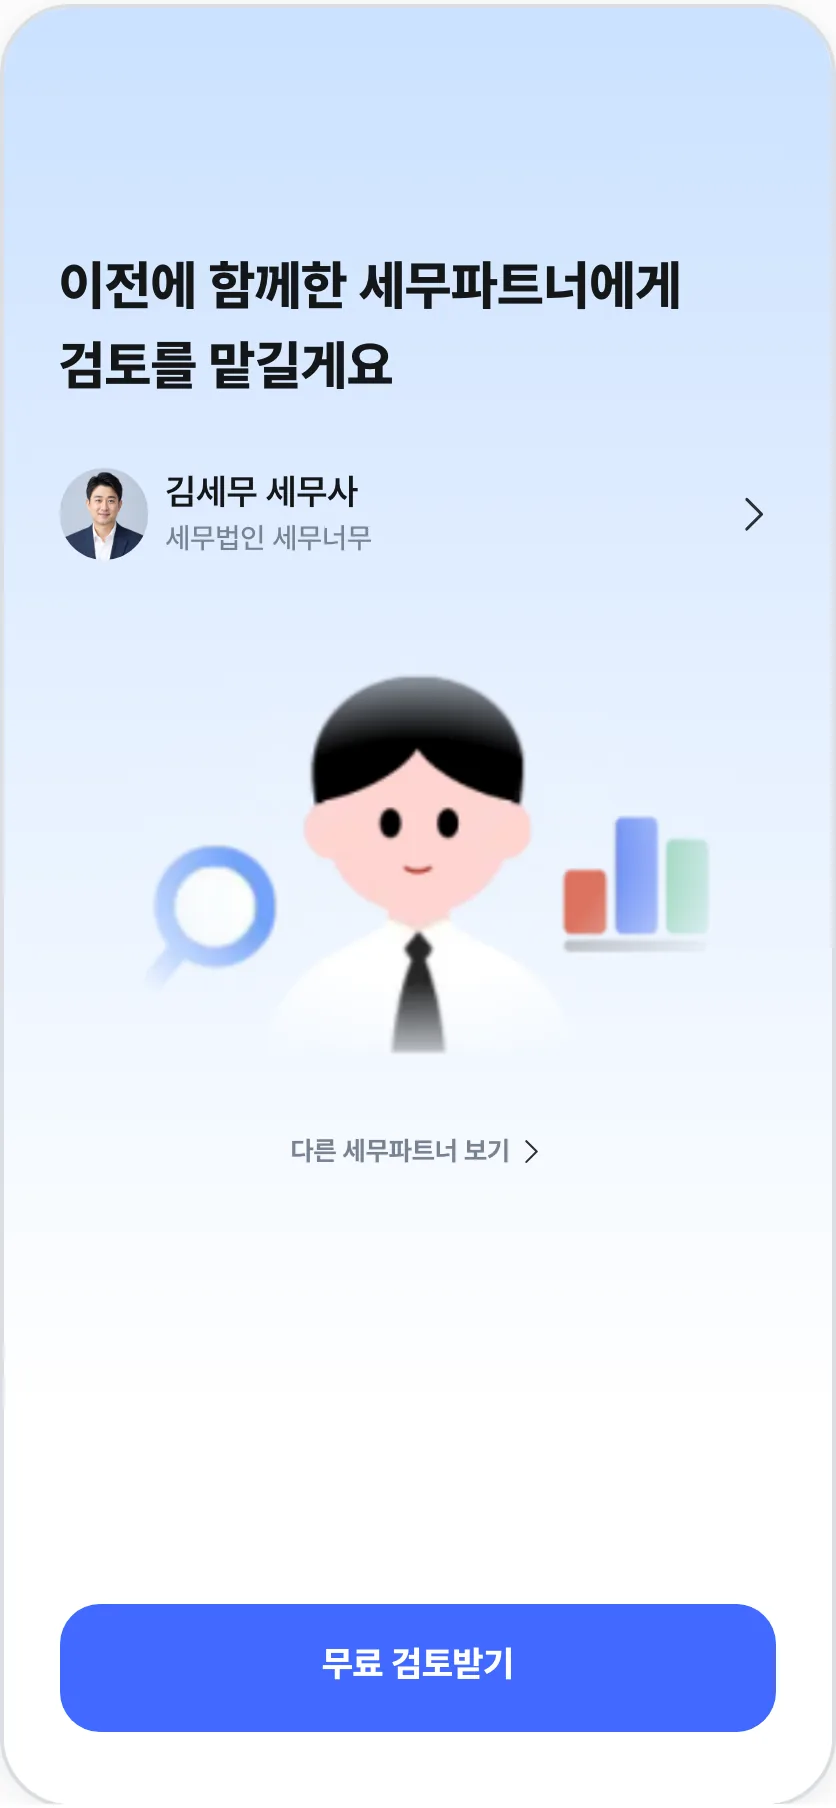 이전에 함께한 세무파트너에게
검토를 맡길게요
김세무 세무사
세무법인 세무너무
다른 세무파트너 보기
무료 검토받기